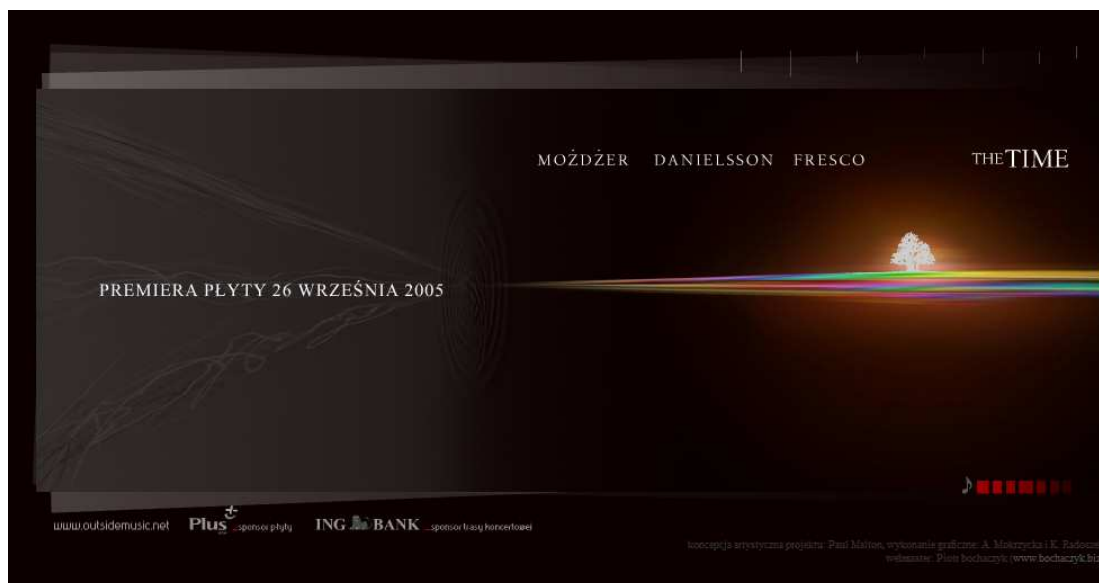 MOŻDŻER DANIELSSON FRESCO THE TIME
PREMIERA PŁYTY 26 WRZEŚNIA 2005
www.outsidemusic.net Plus ...sponsor płyty ING BANK ...sponsor trasy koncertowej
koncepcja artystyczna projektu: Paul Malton, wykonanie graficzne: A. Mokrzycka i K. Radosz
webmaster: Piotr bochaczyk (www.bochaczyk.biz